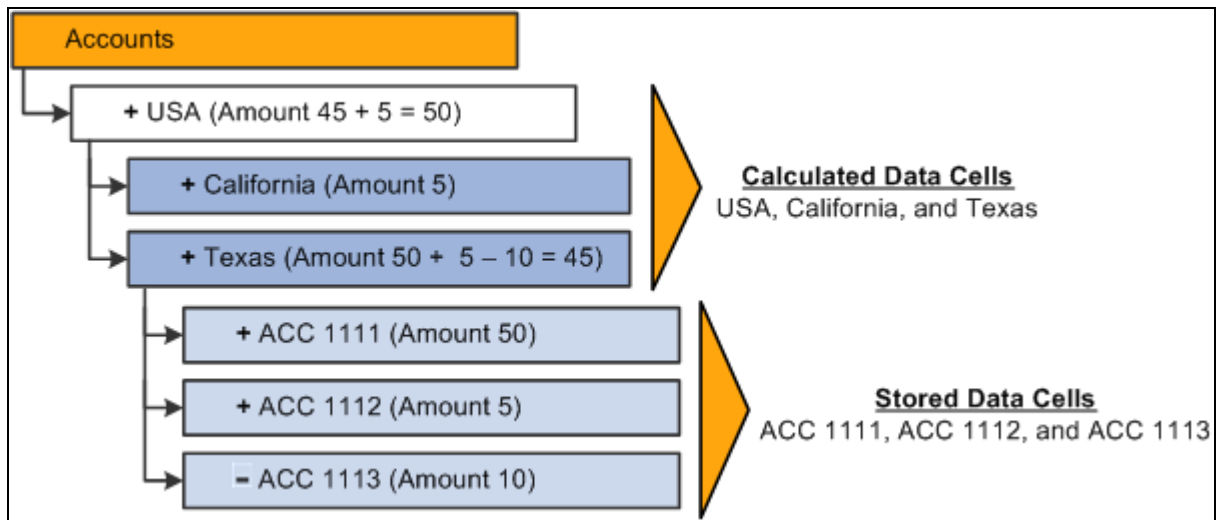 Accounts
+ USA (Amount 45 + 5 = 50)
+ California (Amount 5)
+ Texas (Amount 50 + 5 – 10 = 45)
Calculated Data Cells
USA, California, and Texas
+ ACC 1111 (Amount 50)
+ ACC 1112 (Amount 5)
- ACC 1113 (Amount 10)
Stored Data Cells
ACC 1111, ACC 1112, and ACC 1113